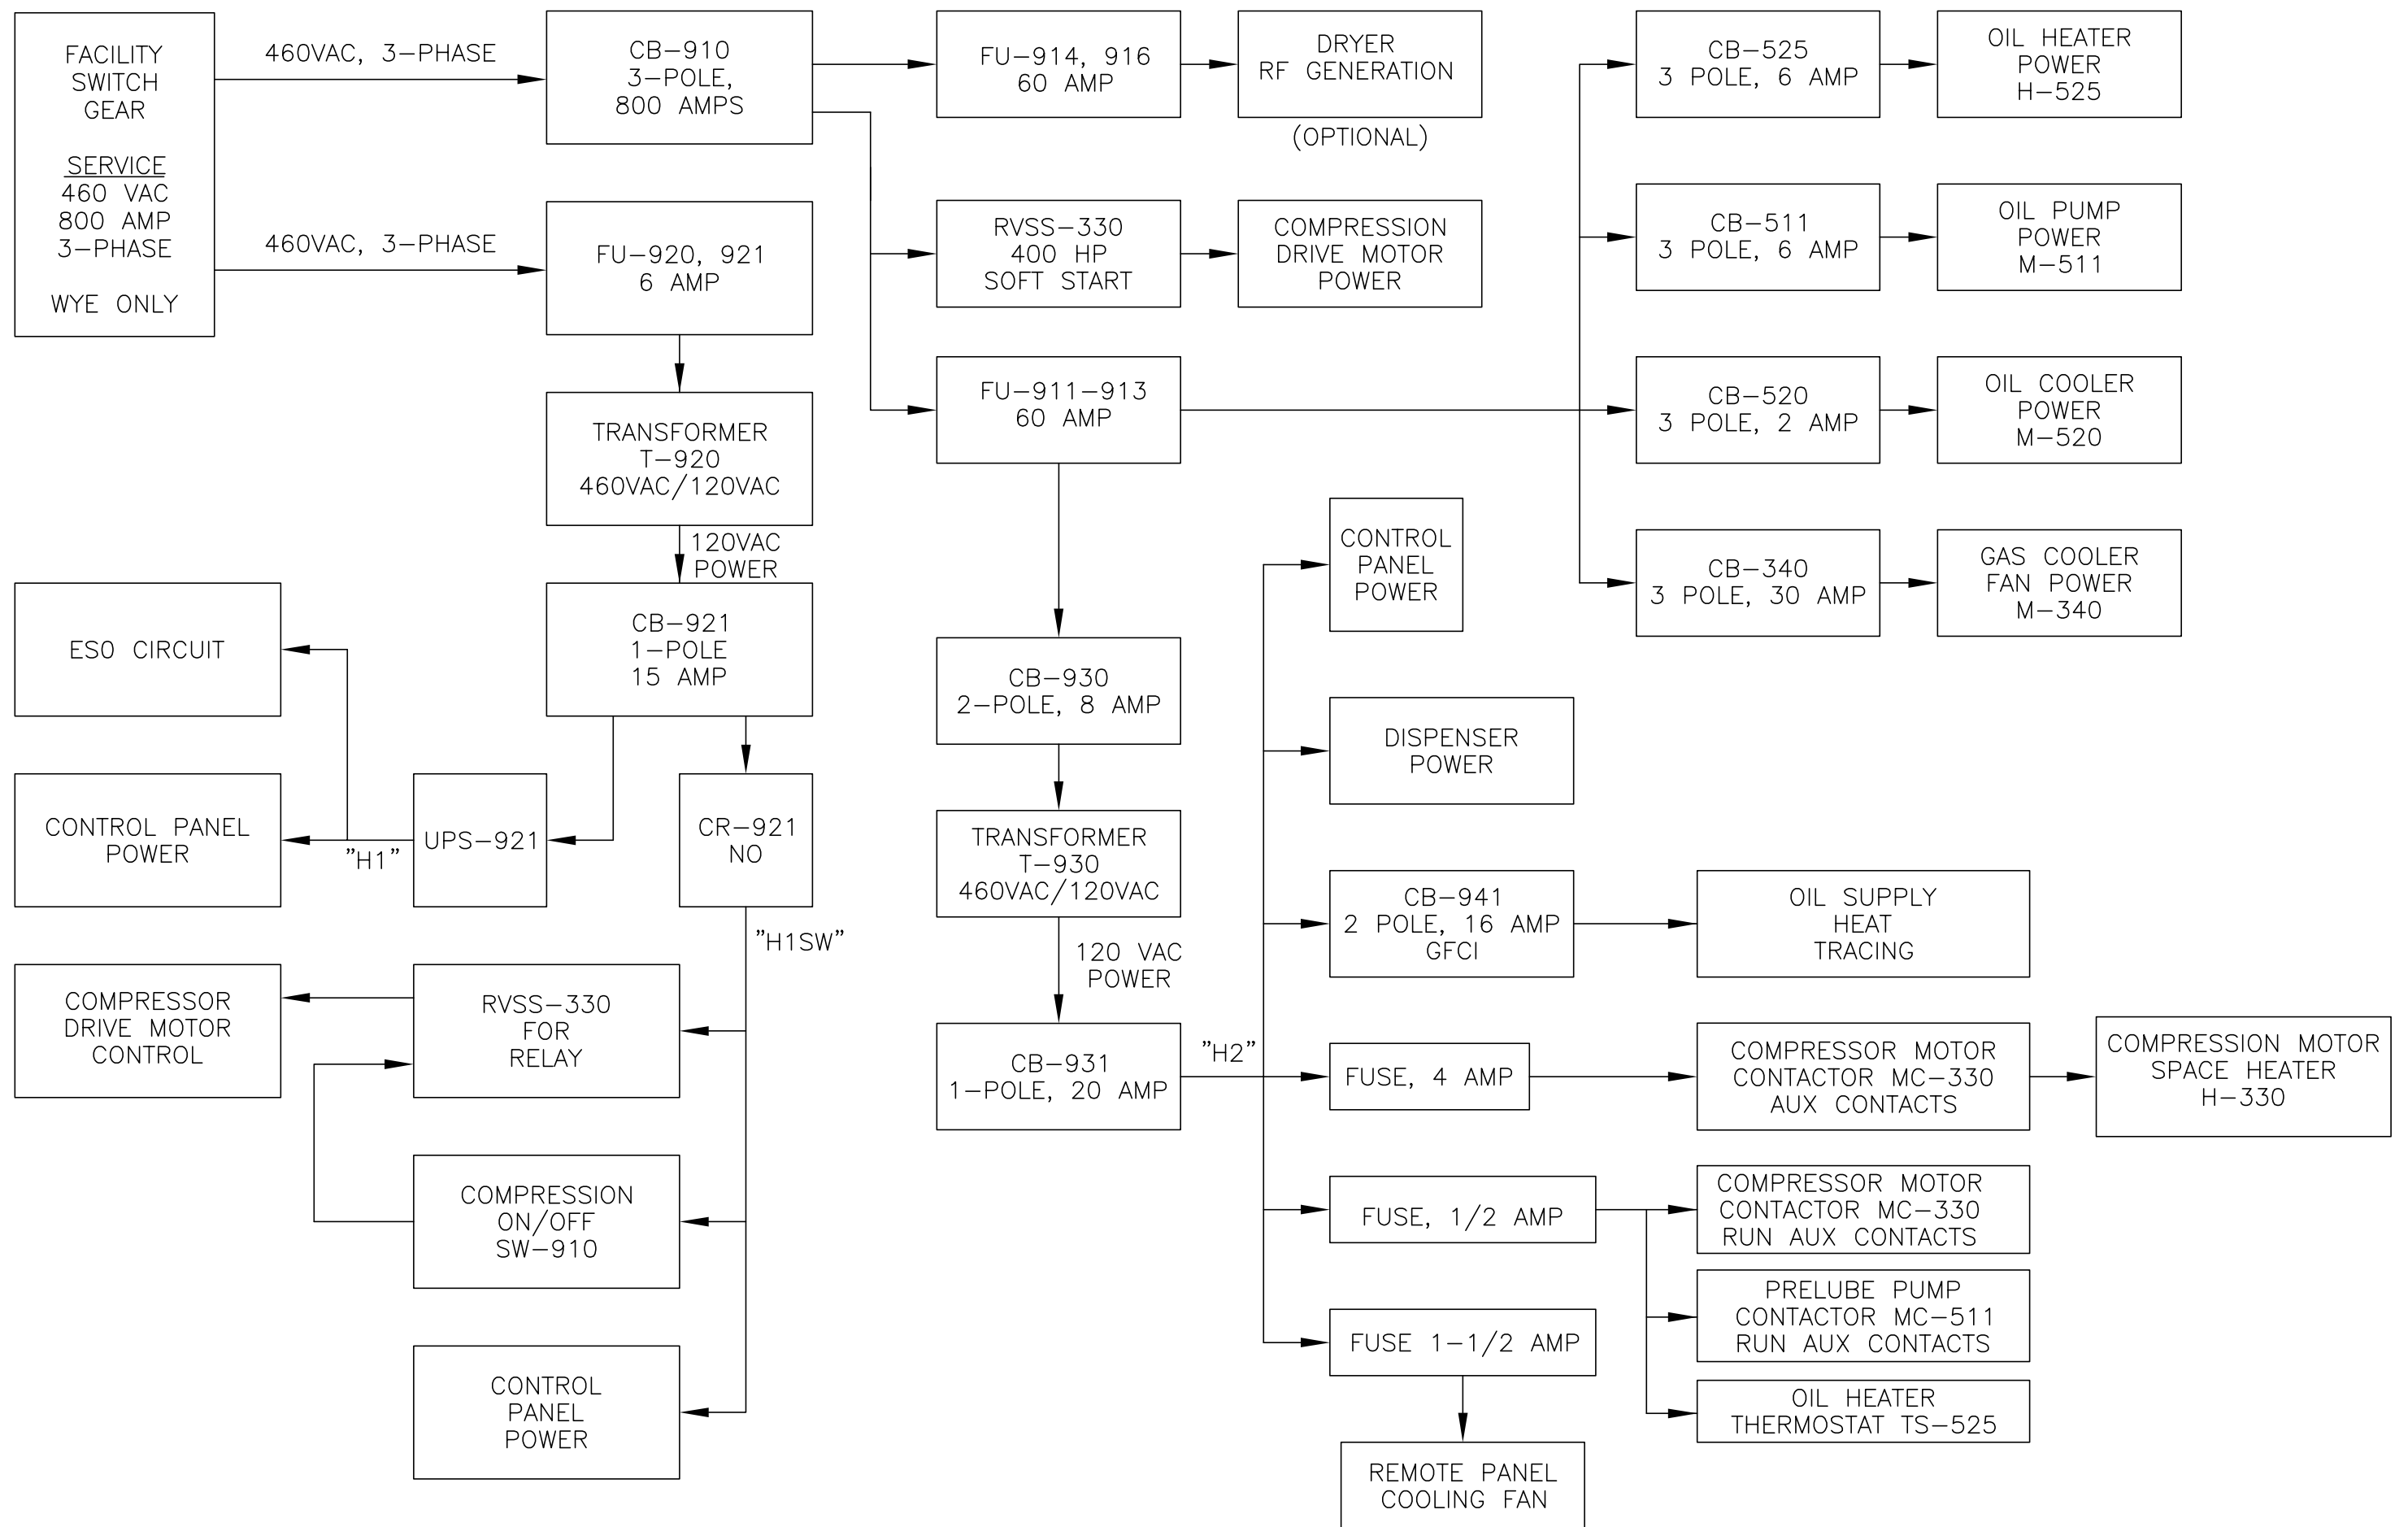 FACILITY
SWITCH
GEAR
SERVICE
460 VAC
800 AMP
3-PHASE
WYE ONLY
460VAC, 3-PHASE
460VAC, 3-PHASE
CB-910
3-POLE,
800 AMPS
FU-920, 921
6 AMP
TRANSFORMER
T-920
460VAC/120VAC
120VAC
POWER
CB-921
1-POLE
15 AMP
ESO CIRCUIT
CONTROL PANEL
POWER
"H1"
UPS-921
CR-921
NO
"H1SW"
COMPRESSOR
DRIVE MOTOR
CONTROL
RVSS-330
FOR
RELAY
COMPRESSION
ON/OFF
SW-910
CONTROL
PANEL
POWER
FU-914, 916
60 AMP
DRYER
RF GENERATION
(OPTIONAL)
RVSS-330
400 HP
SOFT START
COMPRESSION
DRIVE MOTOR
POWER
FU-911-913
60 AMP
CB-930
2-POLE, 8 AMP
TRANSFORMER
T-930
460VAC/120VAC
120 VAC
POWER
CB-931
1-POLE, 20 AMP
"H2"
CB-525
3 POLE, 6 AMP
OIL HEATER
POWER
H-525
CB-511
3 POLE, 6 AMP
OIL PUMP
POWER
M-511
CB-520
3 POLE, 2 AMP
OIL COOLER
POWER
M-520
CB-340
3 POLE, 30 AMP
GAS COOLER
FAN POWER
M-340
CONTROL
PANEL
POWER
DISPENSER
POWER
CB-941
2 POLE, 16 AMP
GFCI
OIL SUPPLY
HEAT
TRACING
FUSE, 4 AMP
COMPRESSOR MOTOR
CONTACTOR MC-330
AUX CONTACTS
COMPRESSION MOTOR
SPACE HEATER
H-330
FUSE, 1/2 AMP
COMPRESSOR MOTOR
CONTACTOR MC-330
RUN AUX CONTACTS
PRELUBE PUMP
CONTACTOR MC-511
RUN AUX CONTACTS
OIL HEATER
THERMOSTAT TS-525
FUSE 1-1/2 AMP
REMOTE PANEL
COOLING FAN